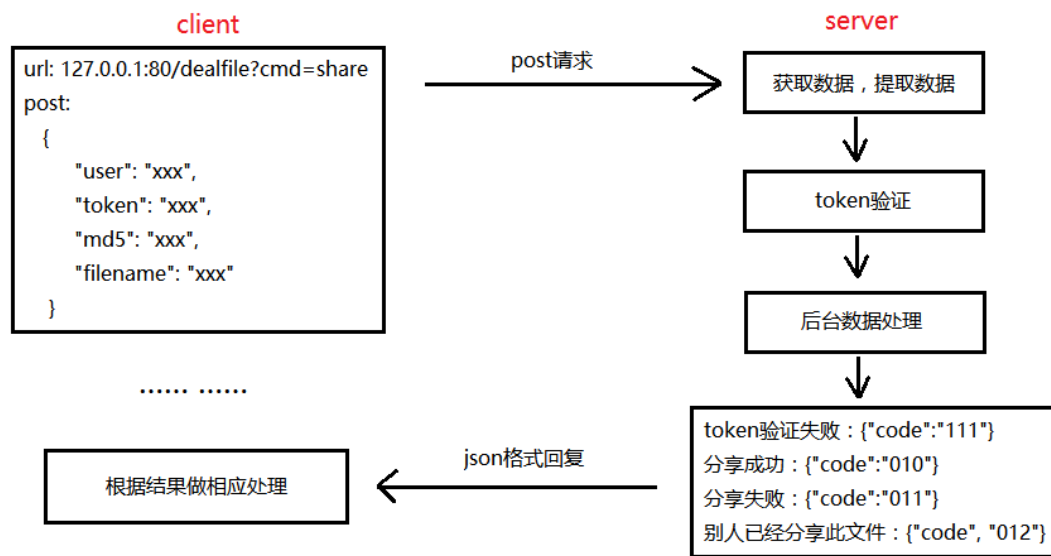 client
server
url: 127.0.0.1:80/dealfile?cmd=share
post:
{
"user": "xxx",
"token": "xxx",
"md5": "xxx",
"filename": "xxx"
}
post请求
获取数据，提取数据
token验证
后台数据处理
token验证失败：{"code":"111"}
分享成功：{"code":"010"}
分享失败：{"code":"011"}
别人已经分享此文件：{"code", "012"}
json格式回复
…… ……
根据结果做相应处理